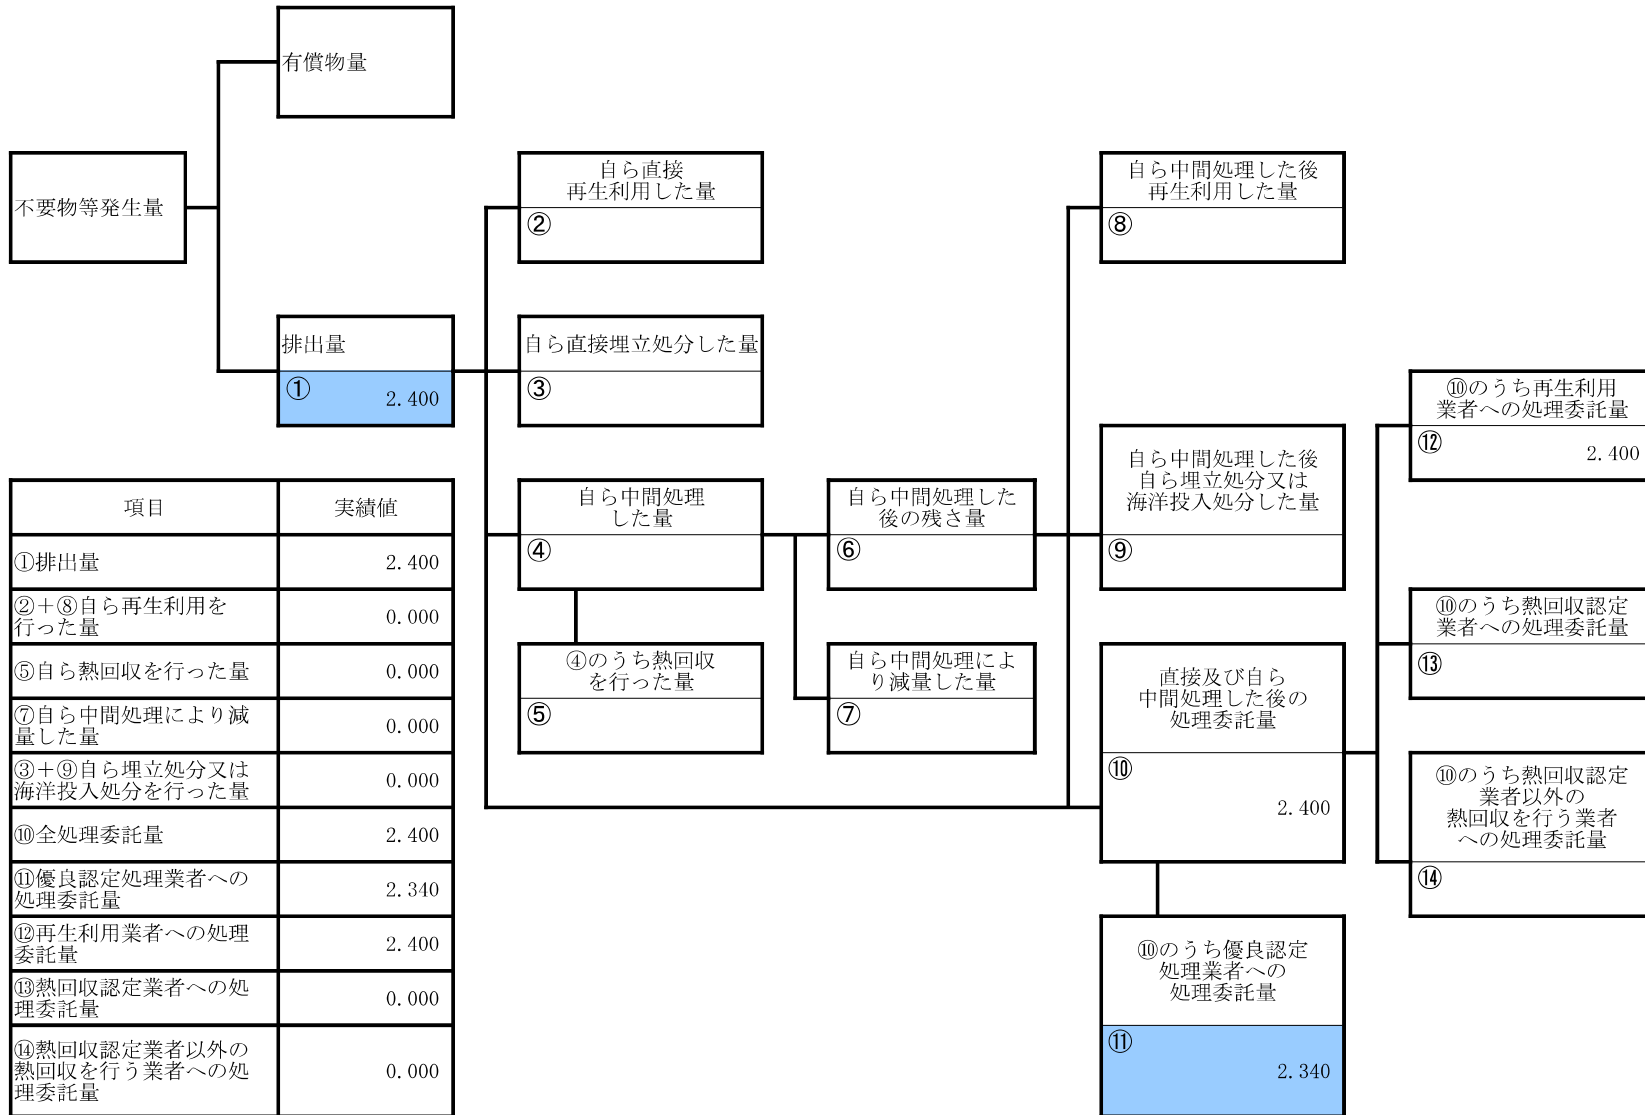 有償物量
不要物等発生量
自ら直接
再生利用した量
②
自ら中間処理した後
再生利用した量
⑧
排出量
① 2.400
自ら直接埋立処分した量
③
⑩のうち再生利用
業者への処理委託量
⑫ 2.400
自ら中間処理
した量
④
自ら中間処理した
後の残さ量
⑥
自ら中間処理した後
自ら埋立処分又は
海洋投入処分した量
⑨
⑩のうち熱回収認定
業者への処理委託量
⑬
④のうち熱回収
を行った量
⑤
自ら中間処理によ
り減量した量
⑦
直接及び自ら
中間処理した後の
処理委託量
⑩
2.400
⑩のうち熱回収認定
業者以外の
熱回収を行う業者
への処理委託量
⑭
⑩のうち優良認定
処理業者への
処理委託量
⑪
2.340
項目 実績値
①排出量 2.400
②+⑧自ら再生利用を
行った量 0.000
⑤自ら熱回収を行った量 0.000
⑦自ら中間処理により減
量した量 0.000
③+⑨自ら埋立処分又は
海洋投入処分を行った量 0.000
⑩全処理委託量 2.400
⑪優良認定処理業者への
処理委託量 2.340
⑫再生利用業者への処理
委託量 2.400
⑬熱回収認定業者への処
理委託量 0.000
⑭熱回収認定業者以外の
熱回収を行う業者への処
理委託量 0.000